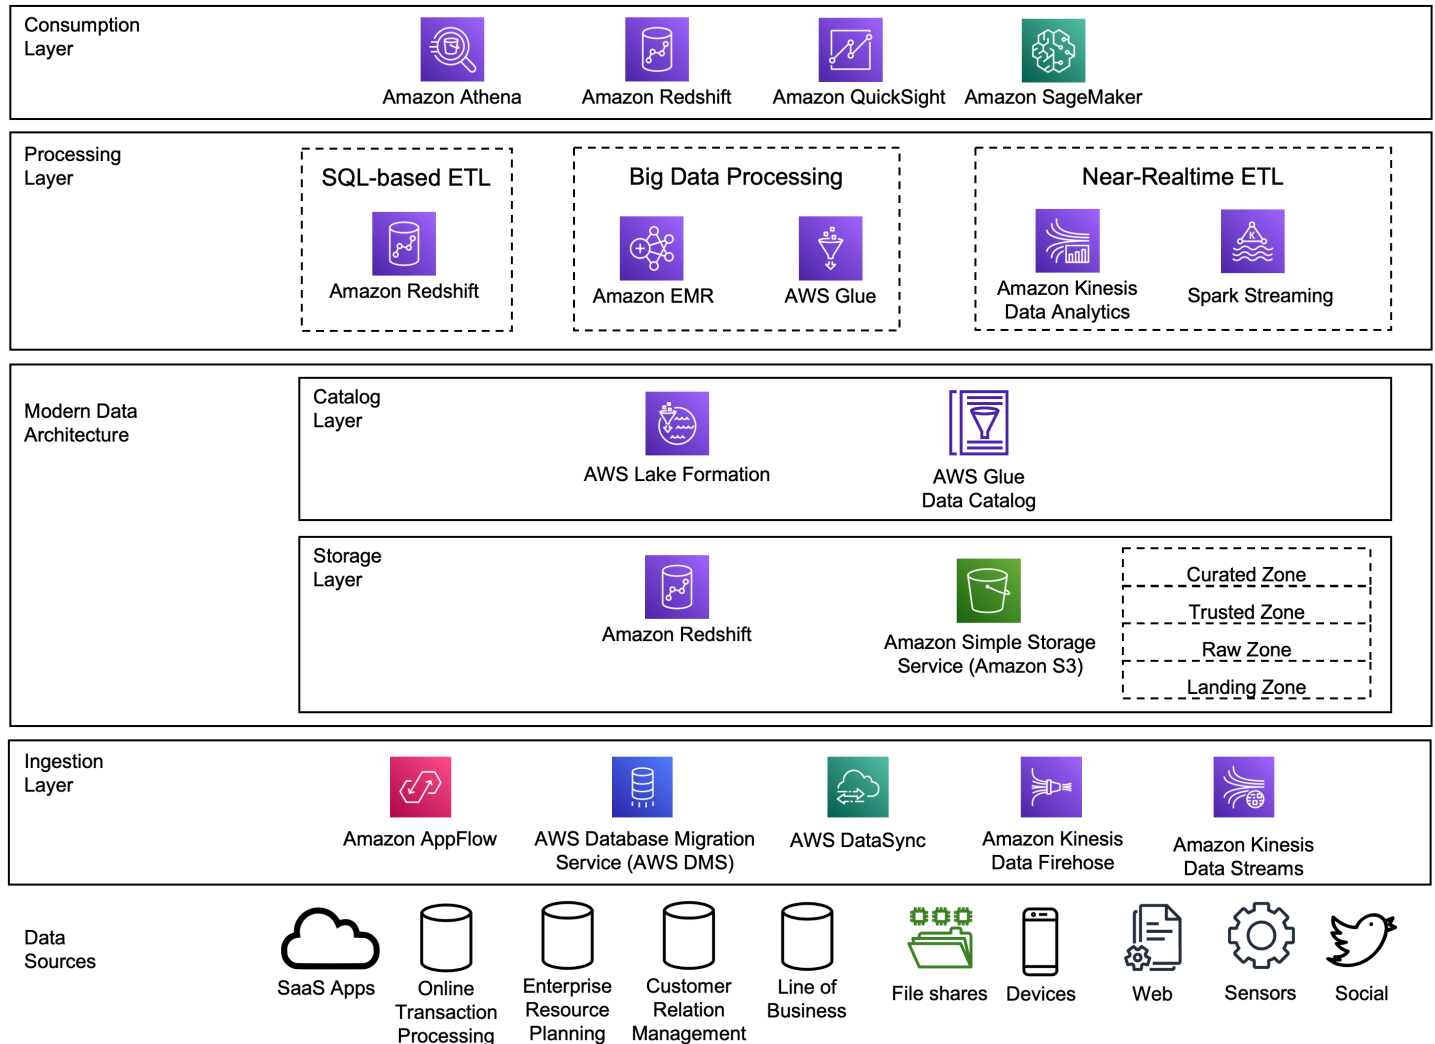 Consumption
Layer
Amazon Athena
Amazon Redshift
Amazon QuickSight
Amazon SageMaker
Processing
Layer
SQL-based ETL
Amazon Redshift
Big Data Processing
Amazon EMR
AWS Glue
Near-Realtime ETL
Amazon Kinesis
Data Analytics
K
Spark Streaming
Modern Data
Architecture
Catalog
Layer
AWS Lake Formation
AWS Glue
Data Catalog
Storage
Layer
Amazon Redshift
Amazon Simple Storage
Service (Amazon S3)
Curated Zone
Trusted Zone
Raw Zone
Landing Zone
Ingestion
Layer
Amazon AppFlow
AWS Database Migration
Service (AWS DMS)
AWS DataSync
Amazon Kinesis
Data Firehose
Amazon Kinesis
Data Streams
Data
Sources
SaaS Apps
Online
Transaction
Processing
Enterprise
Resource
Planning
Customer
Relation
Management
Line of
Business
File shares
Devices
Web
Sensors
Social